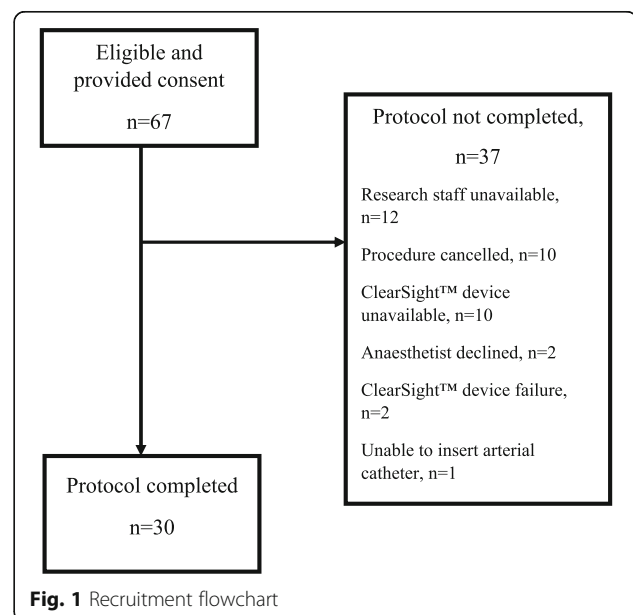 Eligible and
provided consent
n=67
Protocol not completed,
n=37
Research staff unavailable,
n=12
Procedure cancelled, n=10
ClearSight™ device
unavailable, n=10
Anaesthetist declined, n=2
ClearSight™ device failure,
n=2
Unable to insert arterial
catheter, n=1
Protocol completed
n=30
Fig. 1 Recruitment flowchart